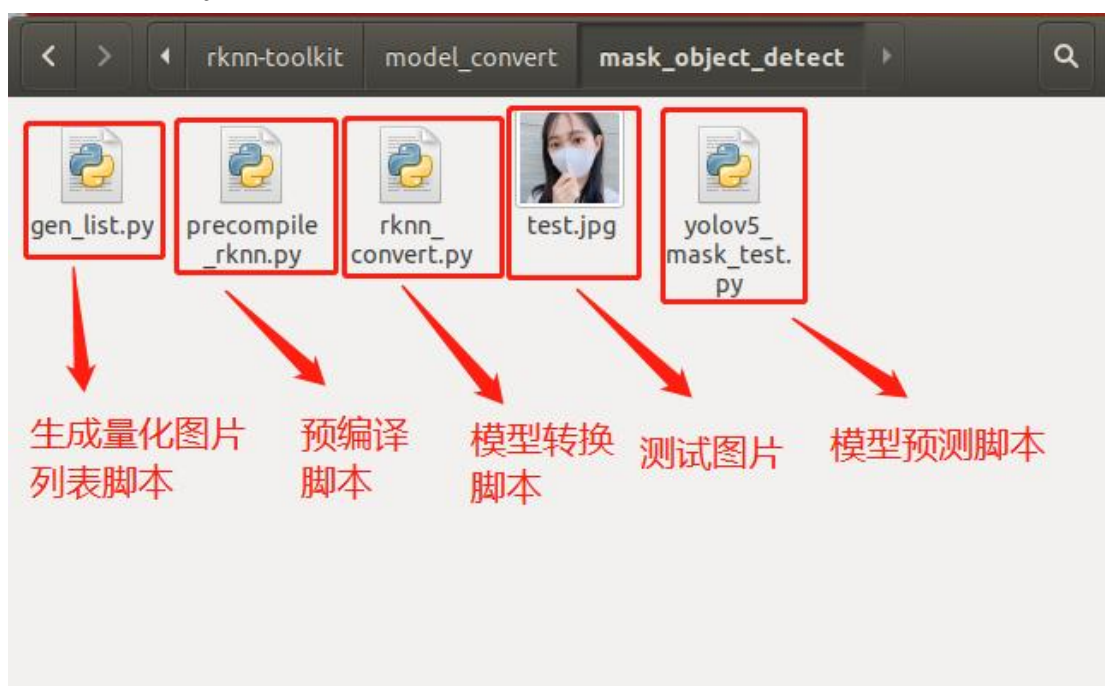 rknn-toolkit model_convert mask_object_detect
gen_list.py
precompile
_rknn.py
rknn_
convert.py
test.jpg
yolov5_
mask_test.
py
生成量化图片
列表脚本
预编译
脚本
模型转换
脚本
测试图片
模型预测脚本